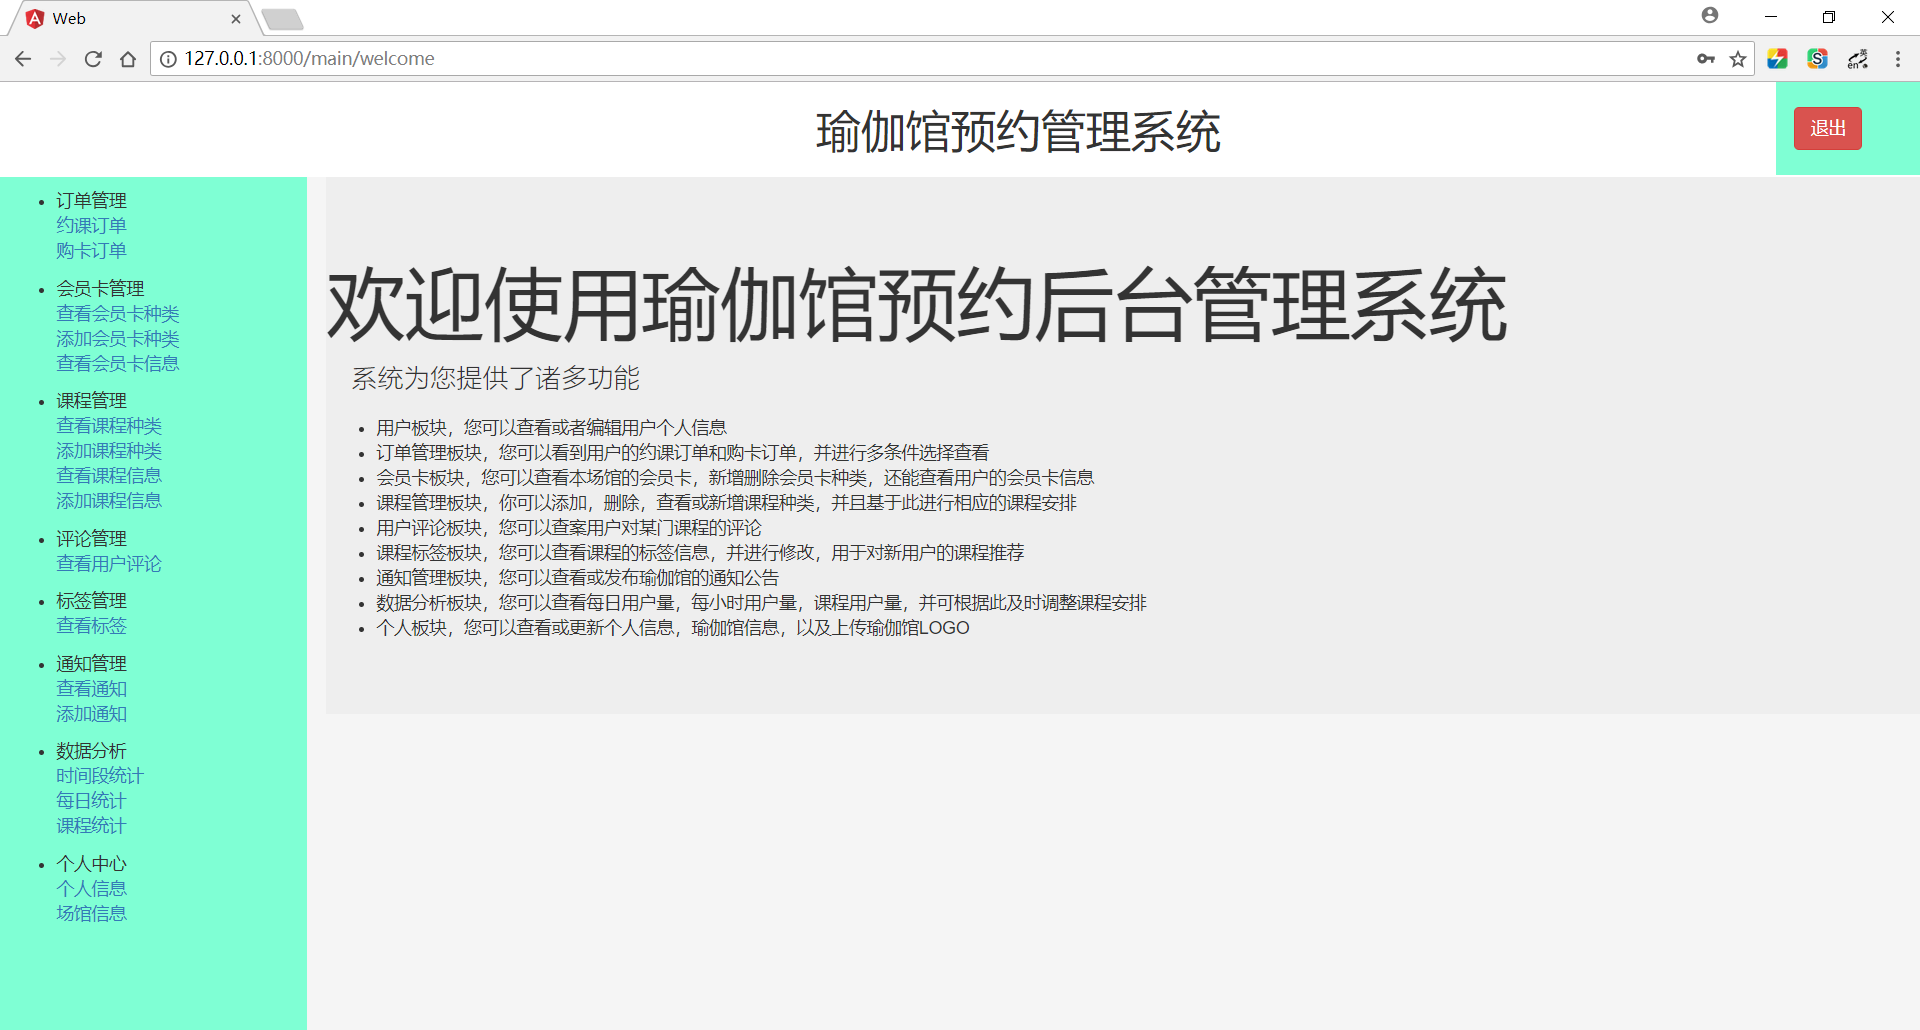 Web
127.0.0.1:8000/main/welcome
瑜伽馆预约管理系统
退出
订单管理
约课订单
购卡订单
会员卡管理
查看会员卡种类
添加会员卡种类
查看会员卡信息
课程管理
查看课程种类
添加课程种类
查看课程信息
添加课程信息
评论管理
查看用户评论
标签管理
查看标签
通知管理
查看通知
添加通知
数据分析
时间段统计
每日统计
课程统计
个人中心
个人信息
场馆信息
欢迎使用瑜伽馆预约后台管理系统
系统为您提供了诸多功能
用户板块，您可以查看或者编辑用户个人信息
订单管理板块，您可以看到用户的约课订单和购卡订单，并进行多条件选择查看
会员卡板块，您可以查看本场馆的会员卡，新增删除会员卡种类，还能查看用户的会员卡信息
课程管理板块，你可以添加，删除，查看或新增课程种类，并且基于此进行相应的课程安排
用户评论板块，您可以查案用户对某门课程的评论
课程标签板块，您可以查看课程的标签信息，并进行修改，用于对新用户的课程推荐
通知管理板块，您可以查看或发布瑜伽馆的通知公告
数据分析板块，您可以查看每日用户量，每小时用户量，课程用户量，并可根据此及时调整课程安排
个人板块，您可以查看或更新个人信息，瑜伽馆信息，以及上传瑜伽馆LOGO